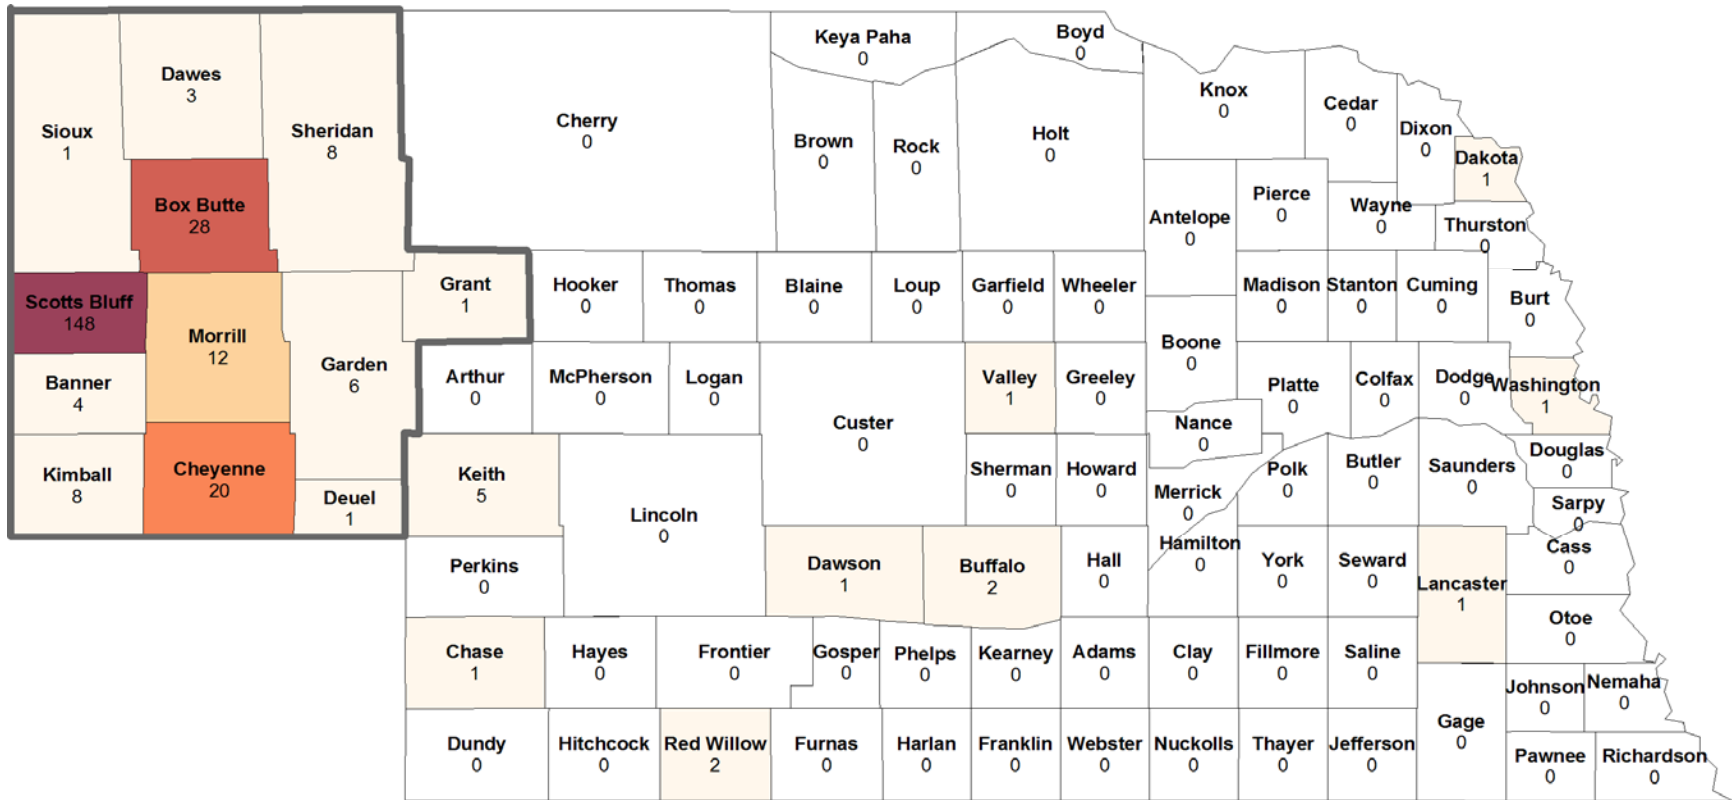 Keya Paha
0
Boyd
0
Dawes
3
Sioux
1
Sheridan
8
Cherry
0
Brown
0
Rock
0
Holt
0
Knox
0
Cedar
0
Dixon
0
Dakota
1
Box Butte
28
Antelope
0
Pierce
0
Wayne
0
Thurston
0
Scotts Bluff
148
Morrill
12
Grant
1
Hooker
0
Thomas
0
Blaine
0
Loup
0
Garfield
0
Wheeler
0
Madison
0
Stanton
0
Cuming
0
Burt
0
Boone
0
Banner
4
Garden
6
Arthur
0
McPherson
0
Logan
0
Custer
0
Valley
1
Greeley
0
Platte
0
Colfax
0
Dodge
0
Washington
1
Nance
0
Kimball
8
Cheyenne
20
Deuel
1
Keith
5
Lincoln
0
Sherman
0
Howard
0
Merrick
0
Polk
0
Butler
0
Saunders
0
Douglas
0
Sarpy
0
Perkins
0
Dawson
1
Buffalo
2
Hall
0
Hamilton
0
York
0
Seward
0
Lancaster
1
Cass
0
Otoe
0
Chase
1
Hayes
0
Frontier
0
Gosper
0
Phelps
0
Kearney
0
Adams
0
Clay
0
Fillmore
0
Saline
0
Johnson
0
Nemaha
0
Dundy
0
Hitchcock
0
Red Willow
2
Furnas
0
Harlan
0
Franklin
0
Webster
0
Nuckolls
0
Thayer
0
Jefferson
0
Gage
0
Pawnee
0
Richardson
0